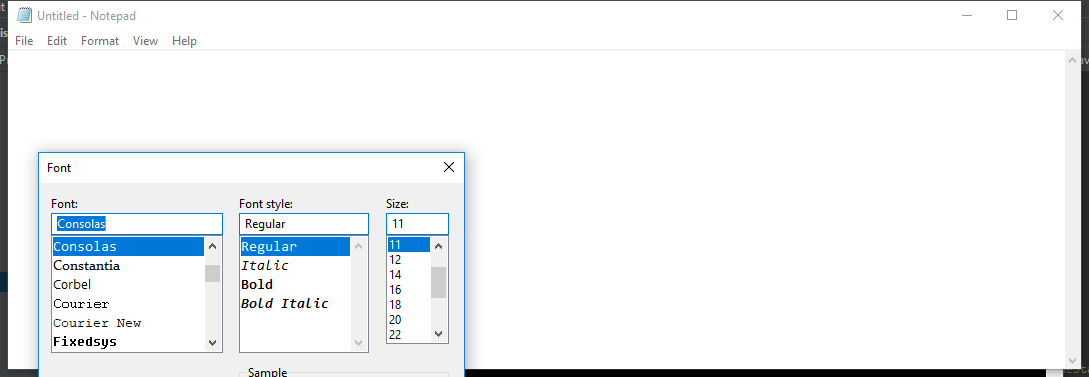 Untitled - Notepad
File Edit Format View Help
Font
Font: Font style: Size:
Consolas Regular 11
Consolas Regular 11
Constantia Italic 12
Corbel Bold 14
Courier Bold Italic 16
Courier New 18
Fixedsys 20
22
Sample